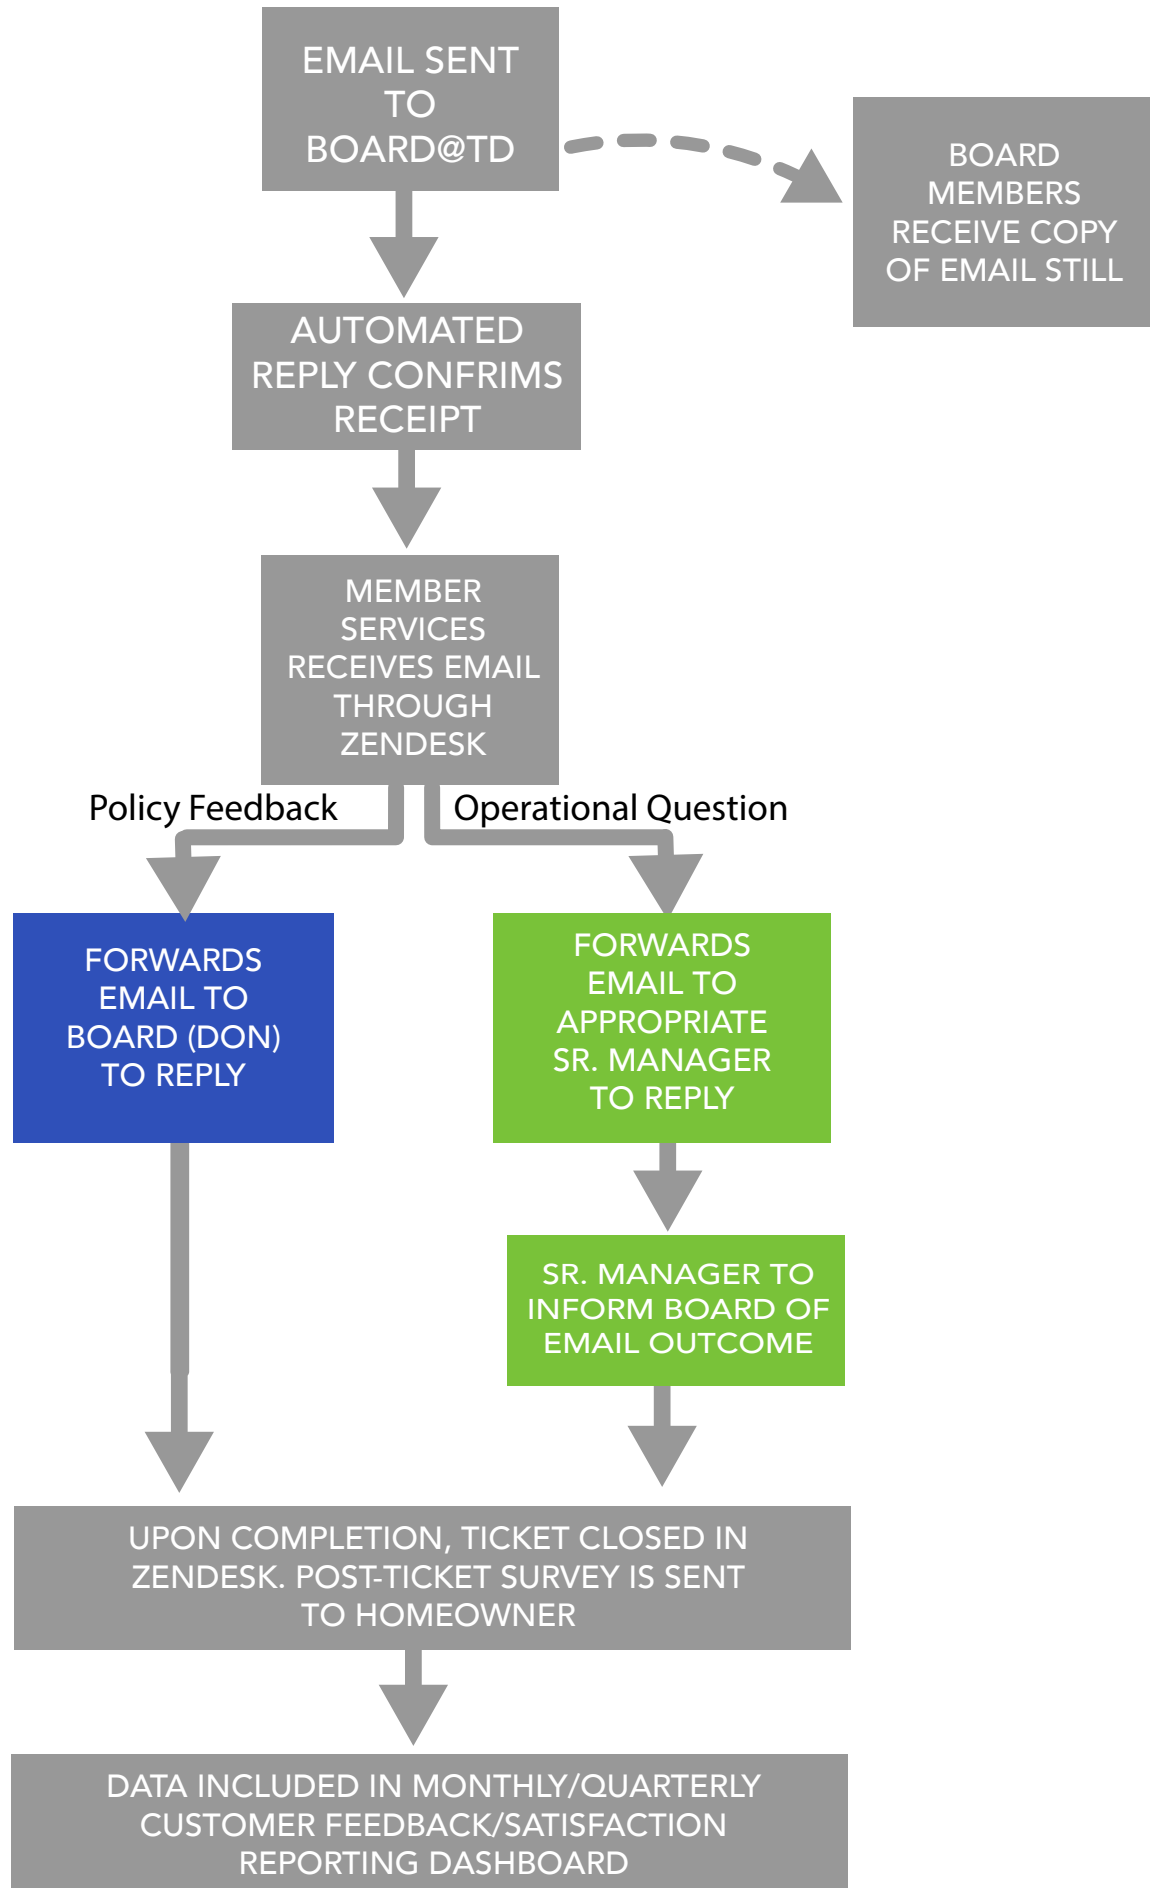 EMAIL SENT
TO
BOARD@TD
BOARD
MEMBERS
RECEIVE COPY
OF EMAIL STILL
AUTOMATED
REPLY CONFRIMS
RECEIPT
MEMBER
SERVICES
RECEIVES EMAIL
THROUGH
ZENDESK
Policy Feedback
Operational Question
FORWARDS
EMAIL TO
BOARD (DON)
TO REPLY
FORWARDS
EMAIL TO
APPROPRIATE
SR. MANAGER
TO REPLY
SR. MANAGER TO
INFORM BOARD OF
EMAIL OUTCOME
UPON COMPLETION, TICKET CLOSED IN
ZENDESK. POST-TICKET SURVEY IS SENT
TO HOMEOWNER
DATA INCLUDED IN MONTHLY/QUARTERLY
CUSTOMER FEEDBACK/SATISFACTION
REPORTING DASHBOARD